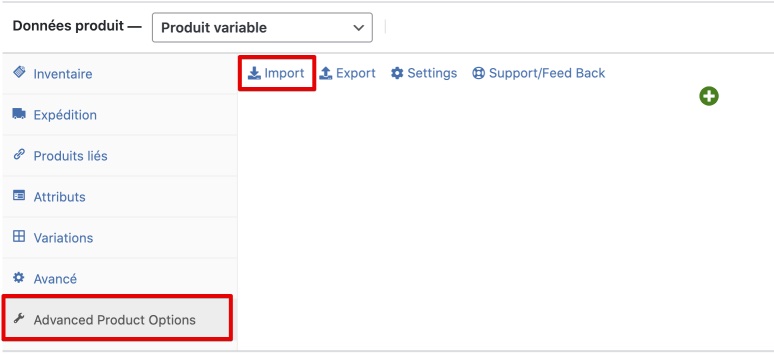 Données produit — Produit variable
Import Export Settings Support/Feed Back
Inventaire
Expédition
Produits liés
Attributs
Variations
Avancé
Advanced Product Options